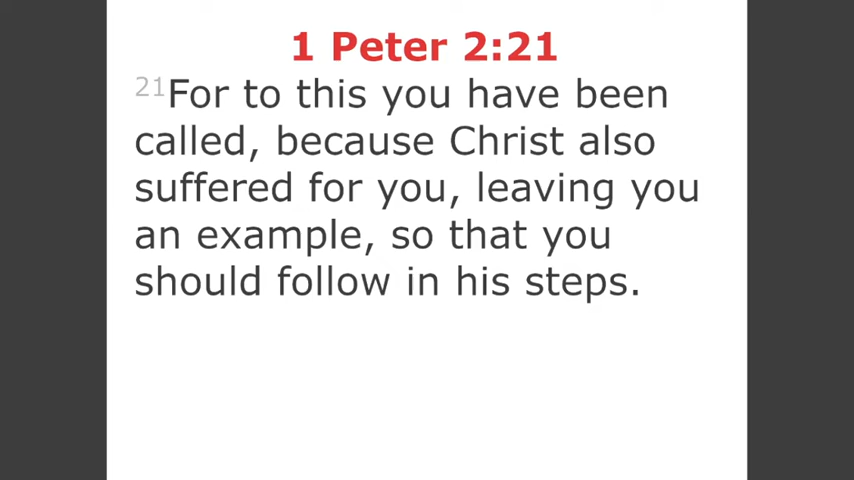 1 Peter 2:21
21For to this you have been
called, because Christ also
suffered for you, leaving you
an example, so that you
should follow in his steps.